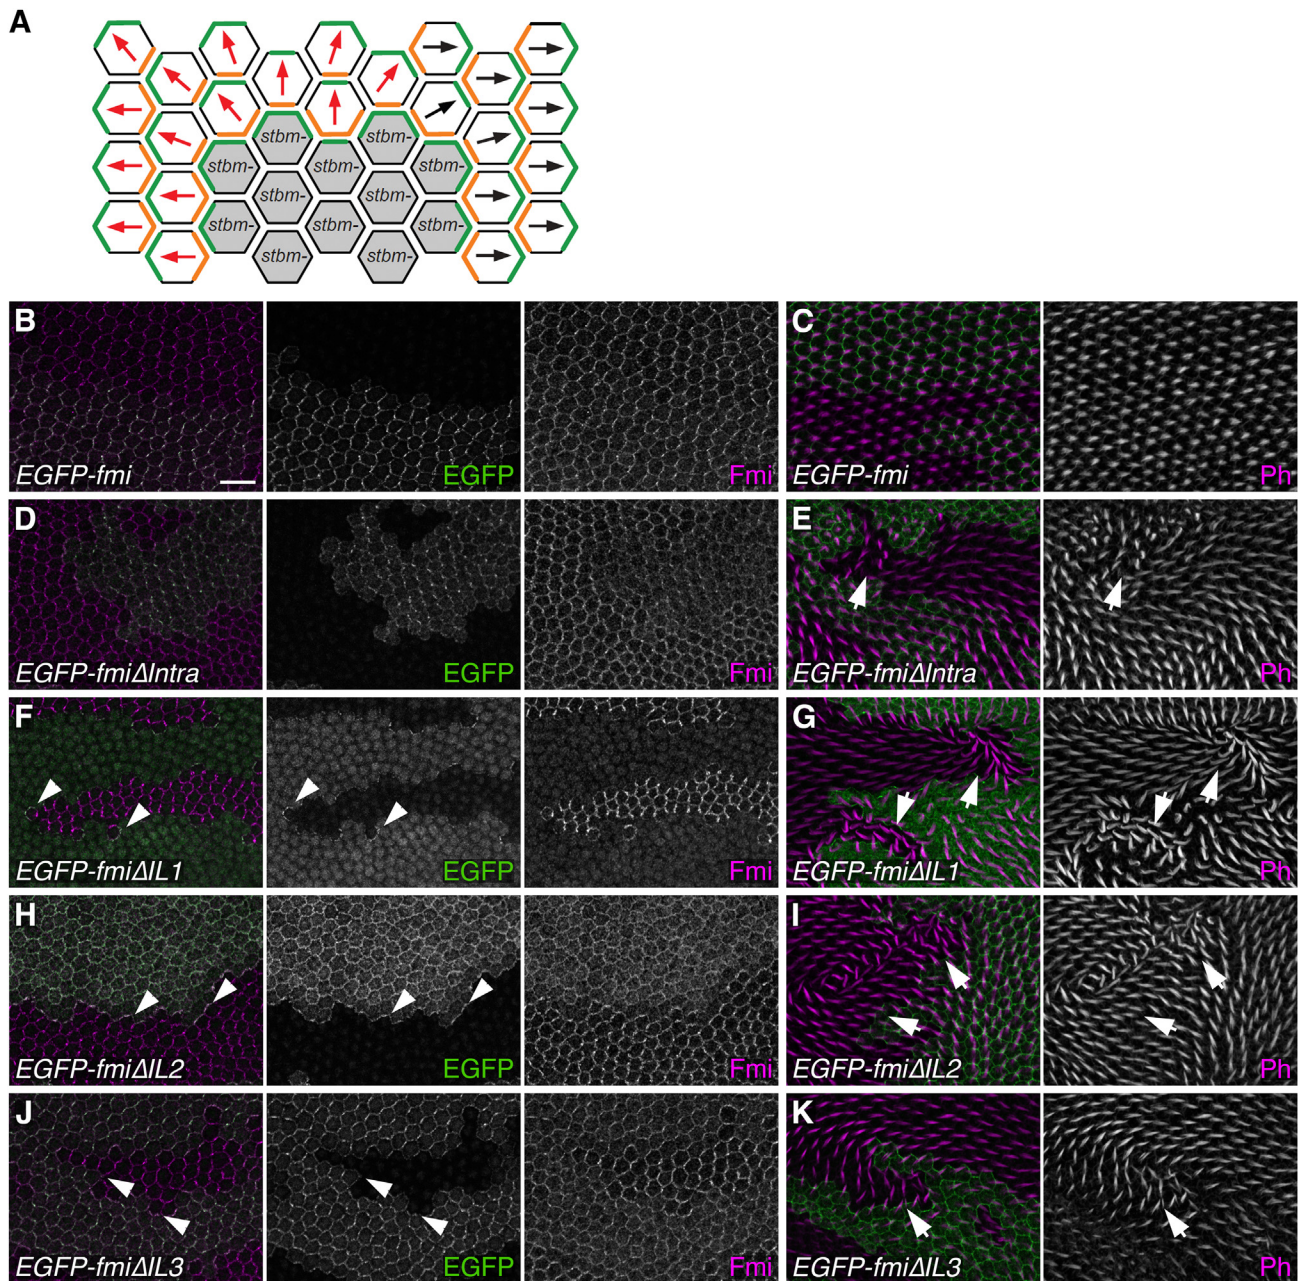 A
stbm- stbm-
stbm- stbm- stbm-
stbm- stbm-
stbm- stbm- stbm-
stbm- stbm-
B EGFP-fmi EGFP Fmi
C EGFP-fmi Ph
D EGFP-fmiΔIntra EGFP Fmi
E EGFP-fmiΔIntra Ph
F EGFP-fmiΔIL1 EGFP Fmi
G EGFP-fmiΔIL1 Ph
H EGFP-fmiΔIL2 EGFP Fmi
I EGFP-fmiΔIL2 Ph
J EGFP-fmiΔIL3 EGFP Fmi
K EGFP-fmiΔIL3 Ph